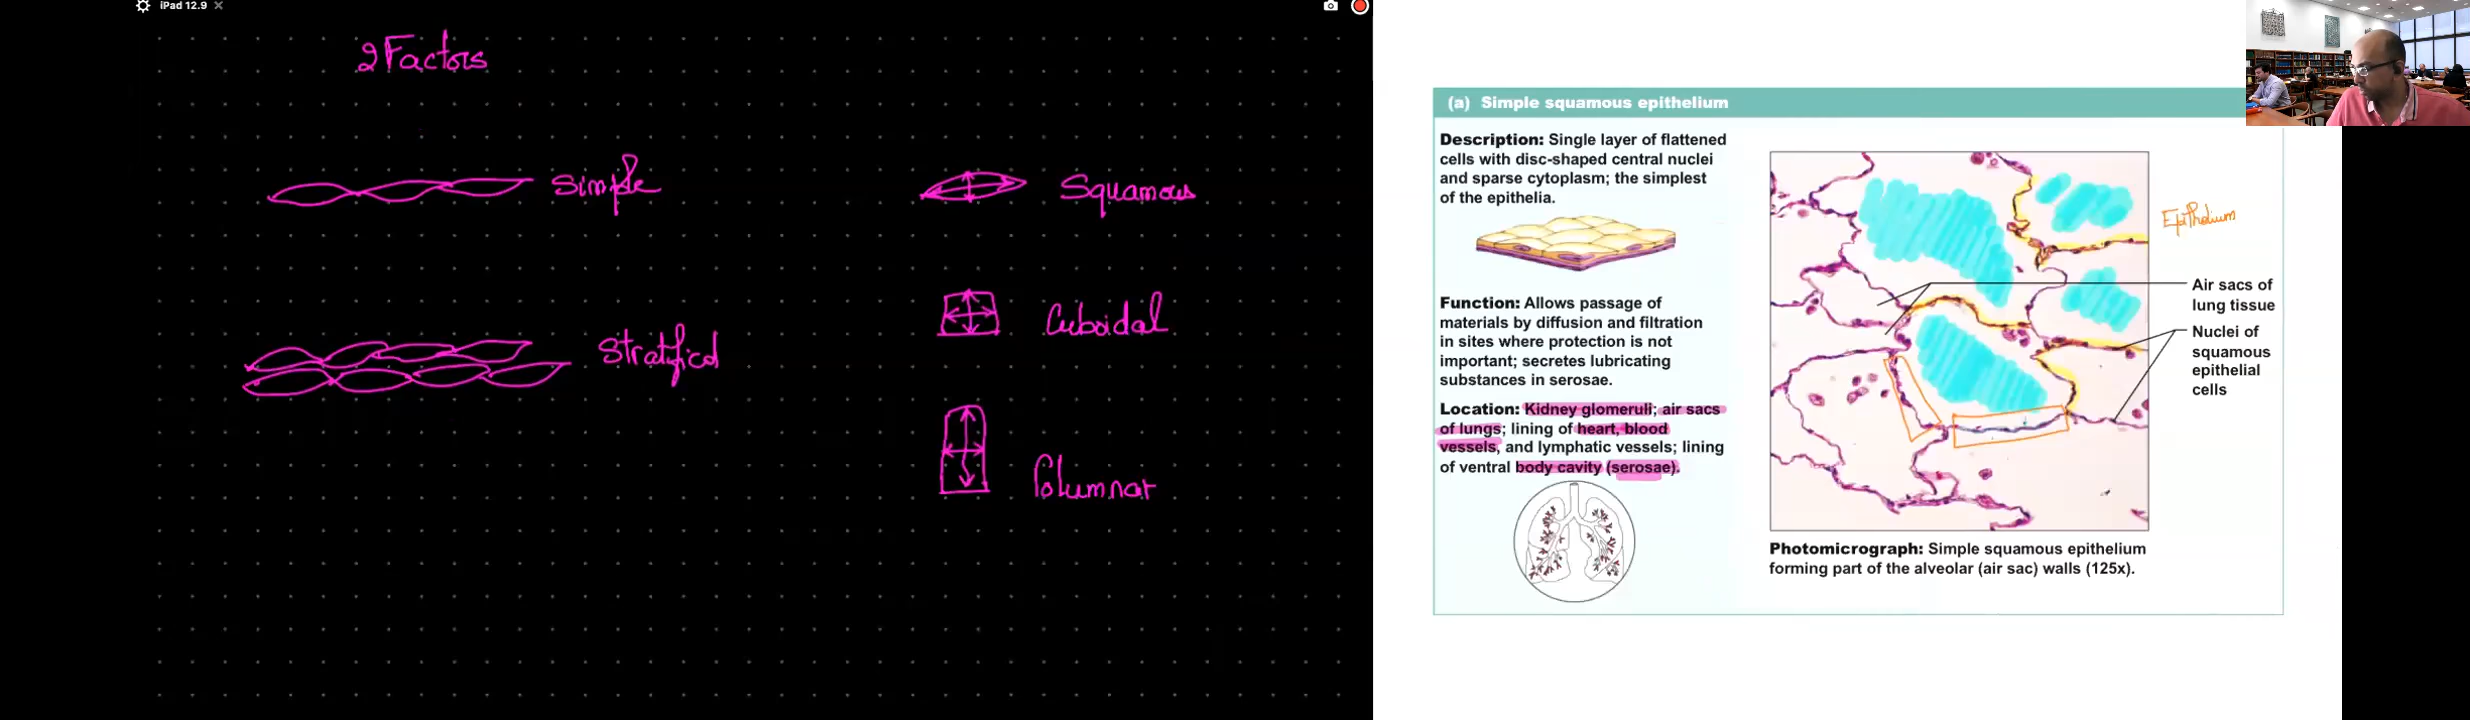 iPad 12.9
2 Factors
Simple
Stratified
Squamous
Cuboidal
Columnar
(a) Simple squamous epithelium
Description: Single layer of flattened
cells with disc-shaped central nuclei
and sparse cytoplasm; the simplest
of the epithelia.
Function: Allows passage of
materials by diffusion and filtration
in sites where protection is not
important; secretes lubricating
substances in serosae.
Location: Kidney glomeruli; air sacs
of lungs; lining of heart, blood
vessels, and lymphatic vessels; lining
of ventral body cavity (serosae).
Epithelium
Air sacs of
lung tissue
Nuclei of
squamous
epithelial
cells
Photomicrograph: Simple squamous epithelium
forming part of the alveolar (air sac) walls (125x).